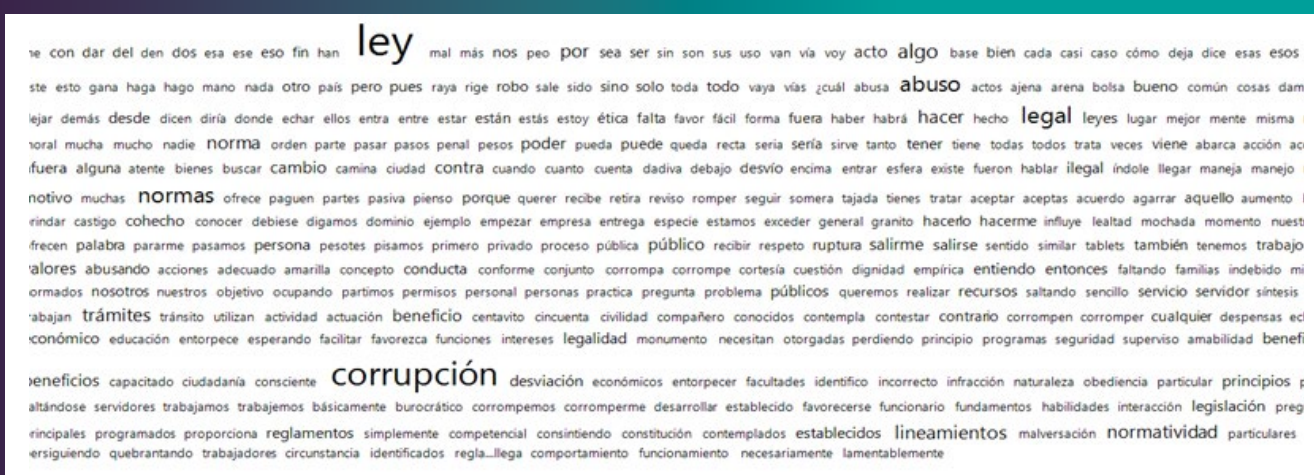 con dar del den dos esa ese eso fin han ley mal más nos peo por sea ser sin son sus uso van vía voy acto algo base bien cada casi caso cómo deja dice esas esos
esto gana haga hago mano nada otro país pero pues raya rige robo sale sido sino solo toda todo vaya vías ¿cuál abusa abuso actos ajena arena bolsa bueno común cosas
demás desde dicen diría donde echar ellos entra entre estar están estás estoy ética falta favor fácil forma fuera haber habrá hacer hecho legal leyes lugar mejor mente misma
mucha mucho nadie norma orden parte pasar pasos penal pesos poder pueda puede queda recta seria sería sirve tanto tener tiene todas todos trata veces viene abarca acción
alguna atente bienes buscar cambio camina ciudad contra cuando cuanto cuenta dadiva debajo desvío encima entrar esfera existe fueron hablar ilegal índole llegar maneja manejo
muchas normas ofrece paguen partes pasiva pienso porque querer recibe retira reviso romper seguir somera tajada tienes tratar aceptar aceptas acuerdo agarrar aquello aumento
castigo cohecho conocer debiese digamos dominio ejemplo empezar empresa entrega especie estamos exceder general granito hacerlo hacerme influye lealtad mochada momento
palabra pararme pasamos persona pesotes pisamos primero privado proceso pública público recibir respeto ruptura salirme salirse sentido similar tablets también tenemos trabajo
abusando acciones adecuado amarilla concepto conducta conforme conjunto corrompa corrompe cortesía cuestión dignidad empírica entiendo entonces faltando familias indebido
nosotros nuestros objetivo ocupando partimos permisos personal personas practica pregunta problema públicos queremos realizar recursos saltando sencillo servicio servidor síntesis
trámites tránsito utilizan actividad actuación beneficio centavito cincuenta civilidad compañero conocidos contempla contestar contrario corrompen corromper cualquier despensas
educación entorpece esperando facilitar favorezca funciones intereses legalidad monumento necesitan otorgadas perdiendo principio programas seguridad superviso amabilidad
capacitado ciudadanía consciente corrupción desviación económicos entorpecer facultades identifico incorrecto infracción naturaleza obediencia particular principios
servidores trabajamos trabajemos básicamente burocrático corrompemos corromperme desarrollar establecido favorecerse funcionario fundamentos habilidades interacción legislación
programados proporciona reglamentos simplemente competencial consintiendo constitución contemplados establecidos lineamientos malversación normatividad particulares
quebrantando trabajadores circunstancia identificados regla...llega comportamiento funcionamiento necesariamente lamentablemente